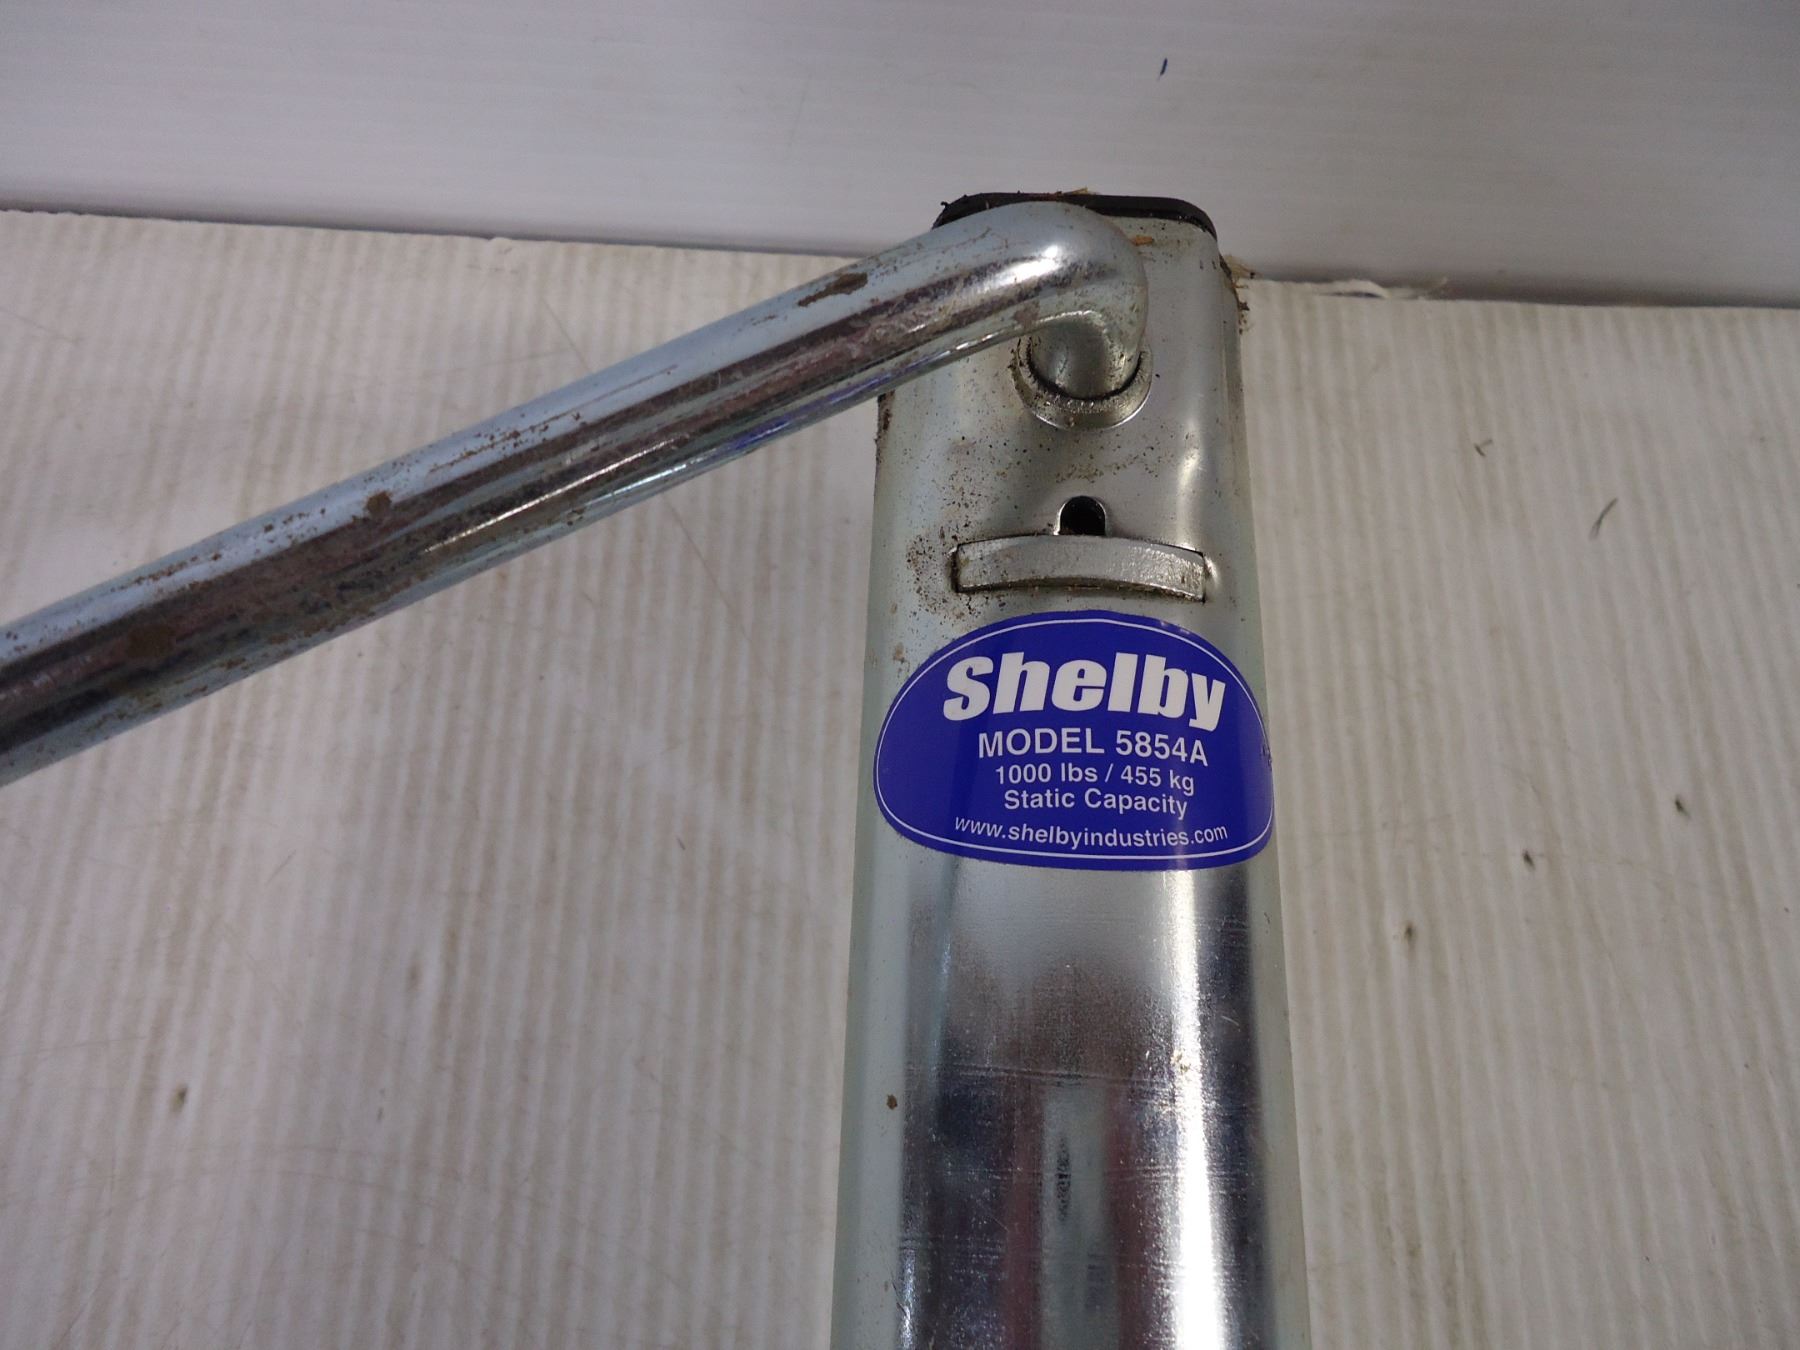 Shelby
MODEL 5854A
1000 lbs / 455 kg
Static Capacity
www.shelbyindustries.com